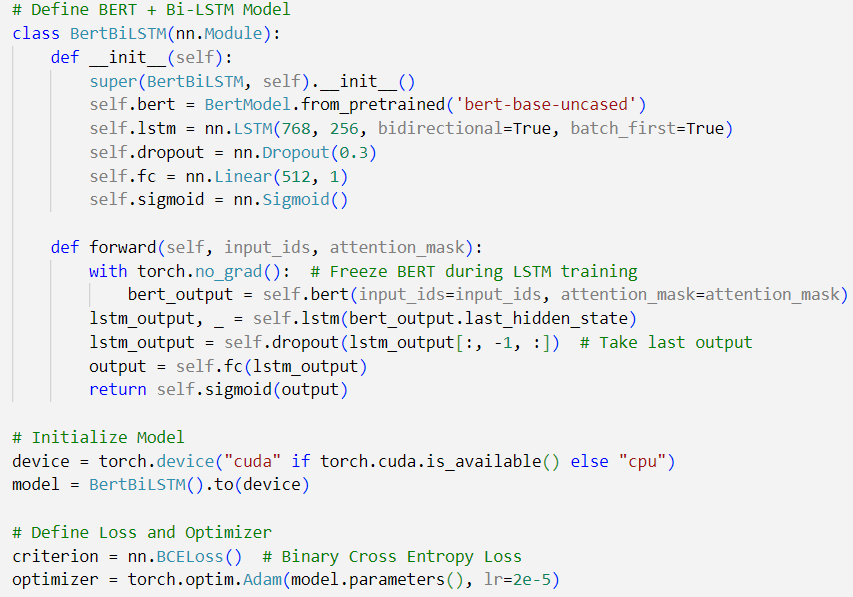 # Define BERT + Bi-LSTM Model
class BertBiLSTM(nn.Module):
    def __init__(self):
        super(BertBiLSTM, self).__init__()
        self.bert = BertModel.from_pretrained('bert-base-uncased')
        self.lstm = nn.LSTM(768, 256, bidirectional=True, batch_first=True)
        self.dropout = nn.Dropout(0.3)
        self.fc = nn.Linear(512, 1)
        self.sigmoid = nn.Sigmoid()

    def forward(self, input_ids, attention_mask):
        with torch.no_grad():  # Freeze BERT during LSTM training
            bert_output = self.bert(input_ids=input_ids, attention_mask=attention_mask)
        lstm_output, _ = self.lstm(bert_output.last_hidden_state)
        lstm_output = self.dropout(lstm_output[:, -1, :])  # Take last output
        output = self.fc(lstm_output)
        return self.sigmoid(output)

# Initialize Model
device = torch.device("cuda" if torch.cuda.is_available() else "cpu")
model = BertBiLSTM().to(device)

# Define Loss and Optimizer
criterion = nn.BCELoss()  # Binary Cross Entropy Loss
optimizer = torch.optim.Adam(model.parameters(), lr=2e-5)